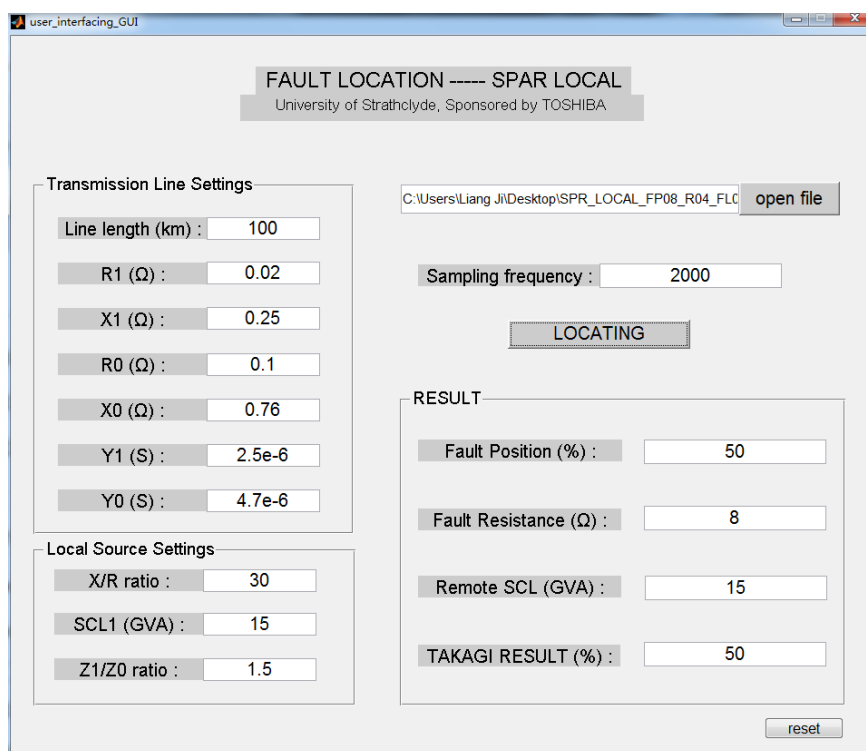 user_interfacing_GUI
FAULT LOCATION ----- SPAR LOCAL
University of Strathclyde, Sponsored by TOSHIBA
Transmission Line Settings
Line length (km) : 100
R1 (Ω) : 0.02
X1 (Ω) : 0.25
R0 (Ω) : 0.1
X0 (Ω) : 0.76
Y1 (S) : 2.5e-6
Y0 (S) : 4.7e-6
Local Source Settings
X/R ratio : 30
SCL1 (GVA) : 15
Z1/Z0 ratio : 1.5
C:\Users\Liang Ji\Desktop\SPR_LOCAL_FP08_R04_FL0 open file
Sampling frequency : 2000
LOCATING
RESULT
Fault Position (%) : 50
Fault Resistance (Ω) : 8
Remote SCL (GVA) : 15
TAKAGI RESULT (%) : 50
reset